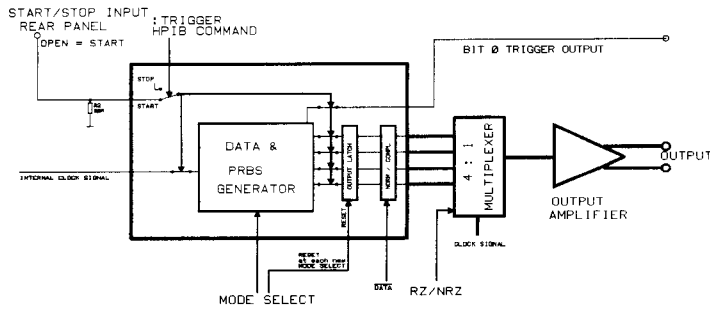 START/STOP INPUT
REAR PANEL
OPEN = START
:TRIGGER
HPIB COMMAND
BIT Ø TRIGGER OUTPUT
STOP
START
R2
DATA &
PRBS
GENERATOR
OUTPUT LATCH
NORM / COMPL
4 : 1
MULTIPLEXER
OUTPUT
OUTPUT
AMPLIFIER
INTERNAL CLOCK SIGNAL
RESET
CLOCK SIGNAL
RESET
at each new
MODE SELECT
DATA
RZ/NRZ
MODE SELECT